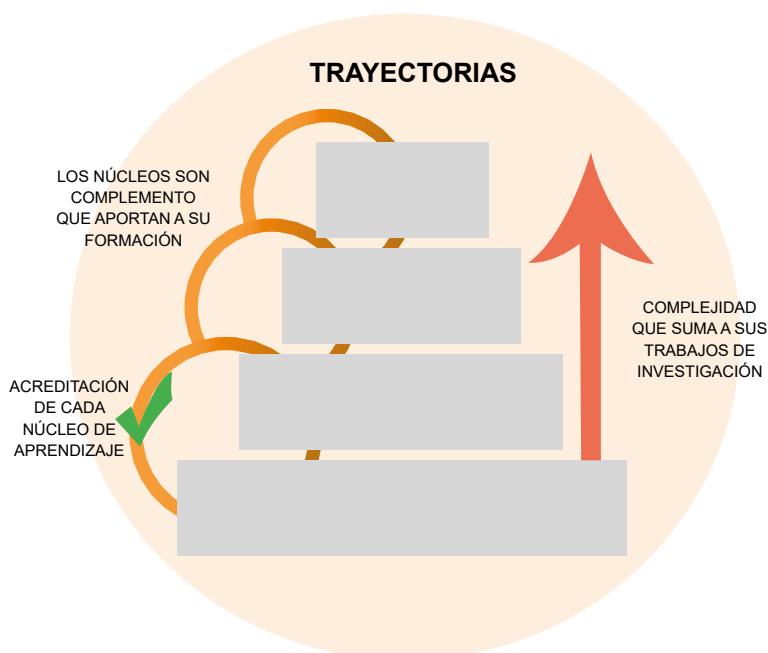 TRAYECTORIAS
LOS NÚCLEOS SON
COMPLEMENTO
QUE APORTAN A SU
FORMACIÓN
COMPLEJIDAD
QUE SUMA A SUS
TRABAJOS DE
INVESTIGACIÓN
ACREDITACIÓN
DE CADA
NÚCLEO DE
APRENDIZAJE